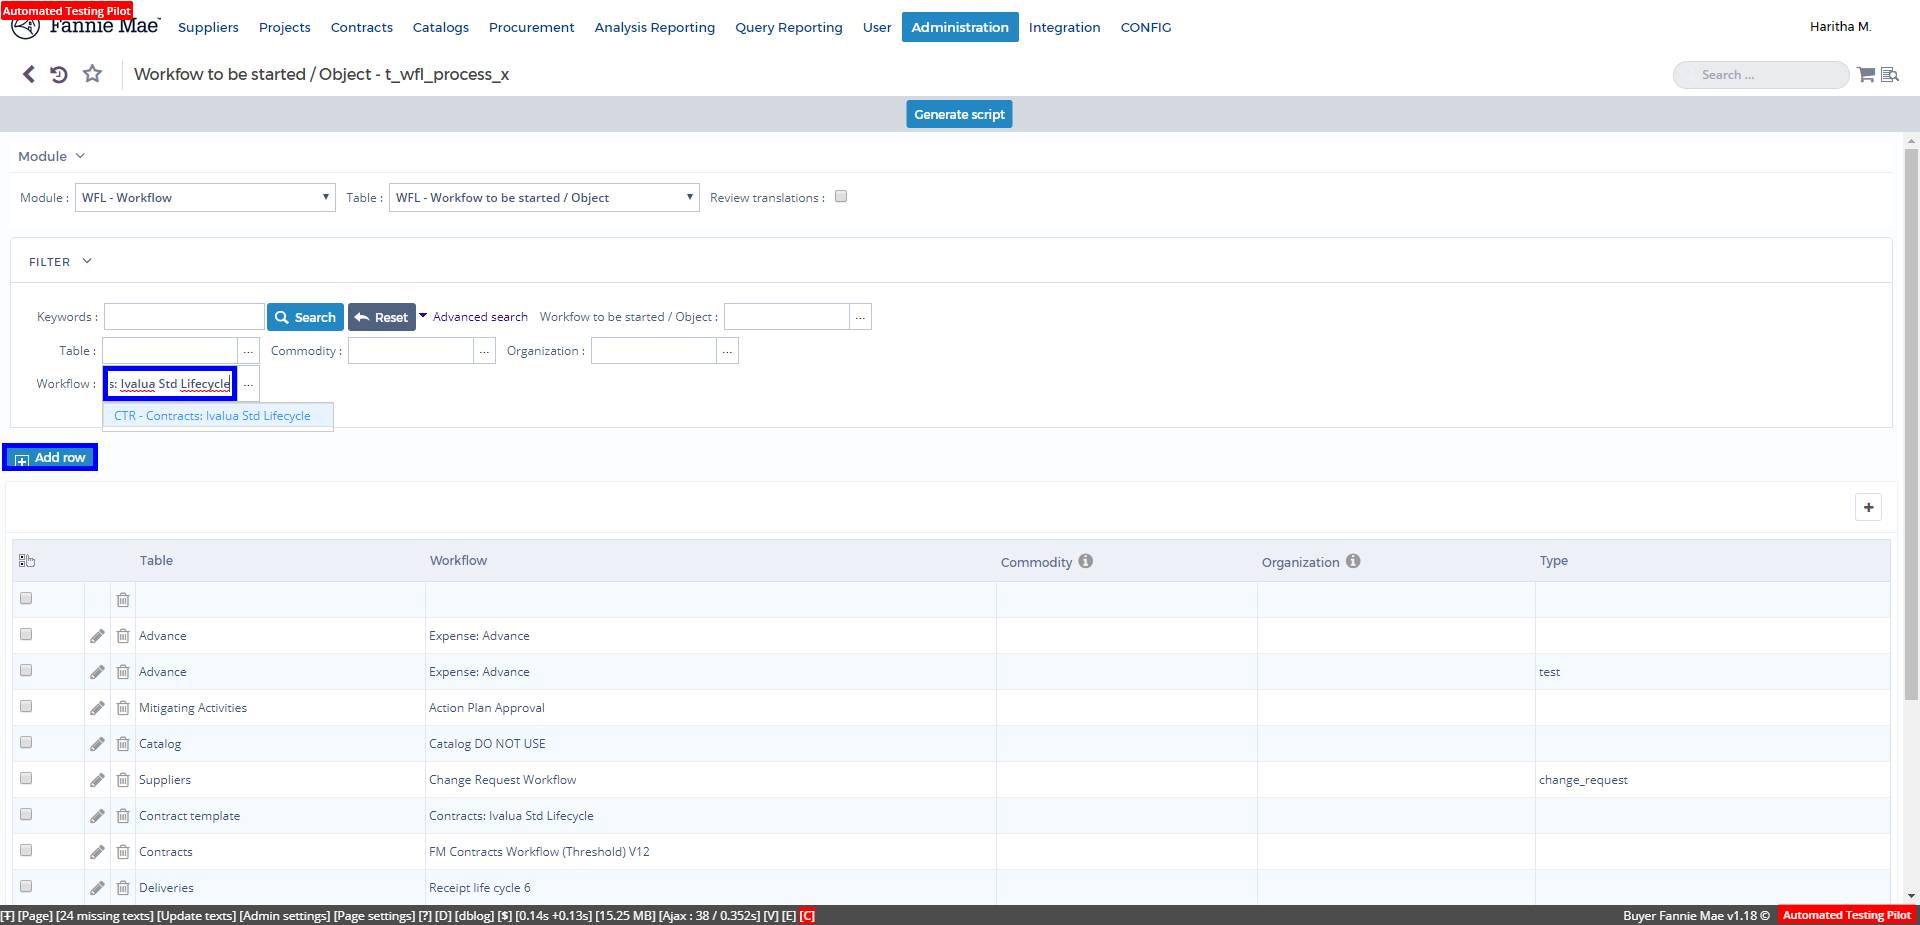 Automated Testing Pilot
Fannie Mae
Suppliers Projects Contracts Catalogs Procurement Analysis Reporting Query Reporting User Administration Integration CONFIG
Haritha M.
Workfow to be started / Object - t_wfl_process_x
Search ...
Generate script
Module
Module : WFL - Workflow Table : WFL - Workfow to be started / Object Review translations :
FILTER
Keywords : Search Reset Advanced search Workfow to be started / Object : ...
Table : ... Commodity : ... Organization : ...
Workflow : s: Ivalua Std Lifecycle ...
CTR - Contracts: Ivalua Std Lifecycle
Add row
+
Table Workflow Commodity Organization Type
Advance Expense: Advance
Advance Expense: Advance test
Mitigating Activities Action Plan Approval
Catalog Catalog DO NOT USE
Suppliers Change Request Workflow change_request
Contract template Contracts: Ivalua Std Lifecycle
Contracts FM Contracts Workflow (Threshold) V12
Deliveries Receipt life cycle 6
[T] [Page] [24 missing texts] [Update texts] [Admin settings] [Page settings] [?] [D] [dblog] [$] [0.14s +0.13s] [15.25 MB] [Ajax : 38 / 0.352s] [V] [E] [C]
Buyer Fannie Mae v1.18 © Automated Testing Pilot